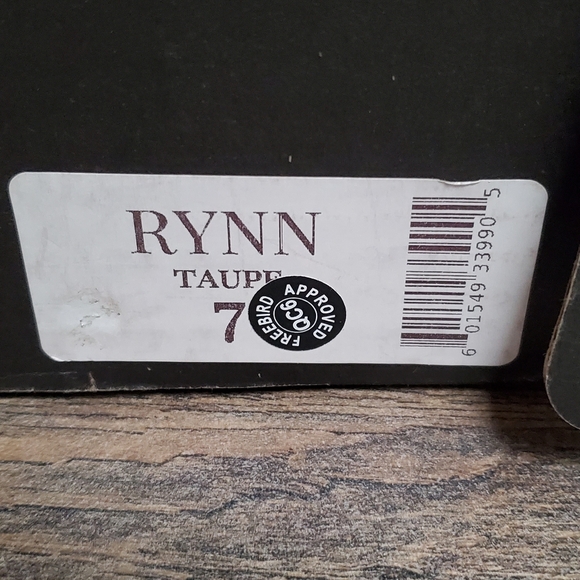 RYNN
TAUPE
7
FREEBIRD APPROVED
QC6
6 01549 33990 5